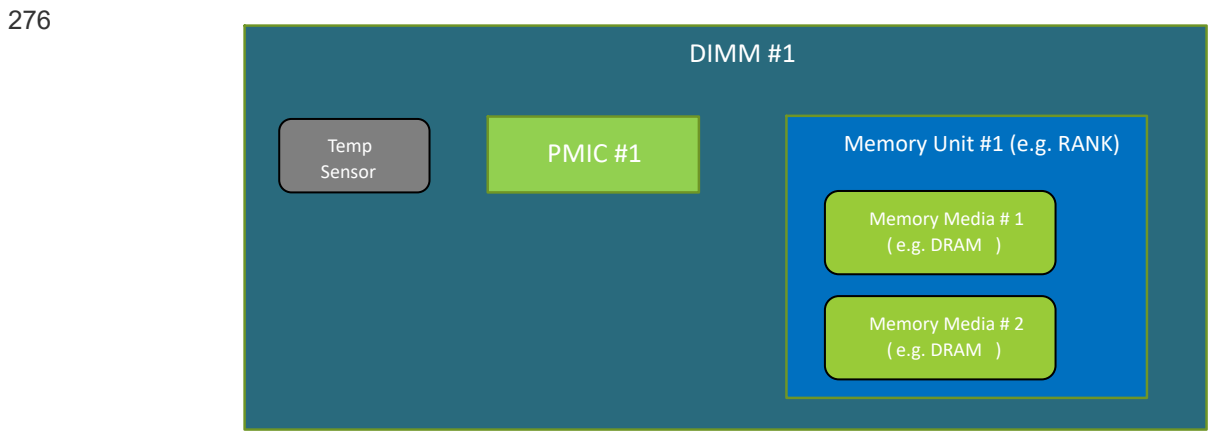 276
DIMM #1
Temp
Sensor
PMIC #1
Memory Unit #1 (e.g. RANK)
Memory Media # 1
( e.g. DRAM )
Memory Media # 2
( e.g. DRAM )